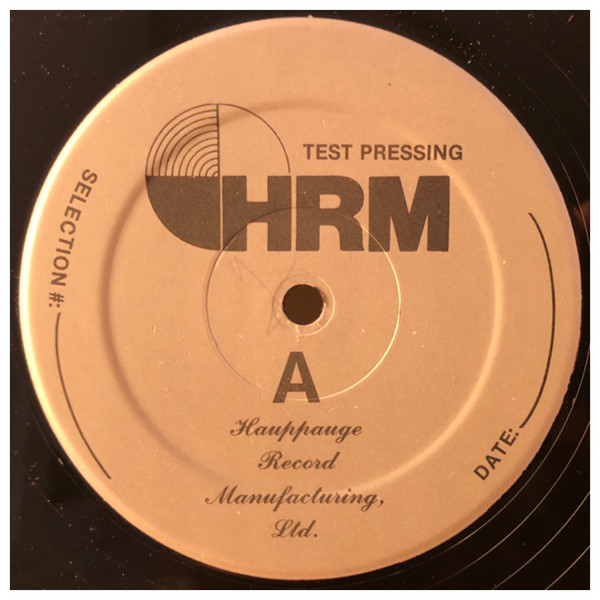 TEST PRESSING
HRM
SELECTION #:
A
Hauppauge
Record
Manufacturing,
Ltd.
DATE: